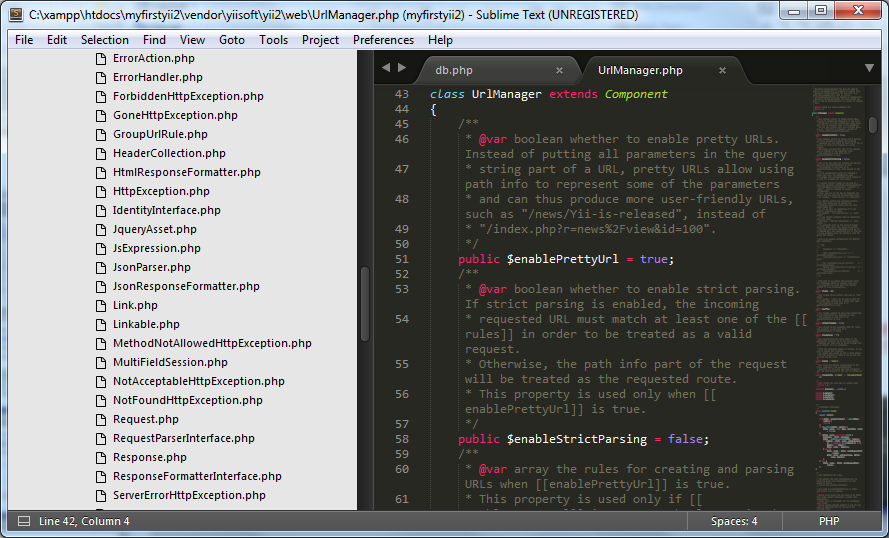 C:\xampp\htdocs\myfirstyii2\vendor\yiisoft\yii2\web\UrlManager.php (myfirstyii2) - Sublime Text (UNREGISTERED)
File Edit Selection Find View Goto Tools Project Preferences Help
ErrorAction.php
ErrorHandler.php
ForbiddenHttpException.php
GoneHttpException.php
GroupUrlRule.php
HeaderCollection.php
HtmlResponseFormatter.php
HttpException.php
IdentityInterface.php
JqueryAsset.php
JsExpression.php
JsonParser.php
JsonResponseFormatter.php
Link.php
Linkable.php
MethodNotAllowedHttpException.php
MultiFieldSession.php
NotAcceptableHttpException.php
NotFoundHttpException.php
Request.php
RequestParserInterface.php
Response.php
ResponseFormatterInterface.php
ServerErrorHttpException.php
db.php × UrlManager.php ×
43 class UrlManager extends Component
44 {
45 /**
46 * @var boolean whether to enable pretty URLs.
Instead of putting all parameters in the query
47 * string part of a URL, pretty URLs allow using
path info to represent some of the parameters
48 * and can thus produce more user-friendly URLs,
such as "/news/Yii-is-released", instead of
49 * "/index.php?r=news%2Fview&id=100".
50 */
51 public $enablePrettyUrl = true;
52 /**
53 * @var boolean whether to enable strict parsing.
If strict parsing is enabled, the incoming
54 * requested URL must match at least one of the [[
rules]] in order to be treated as a valid
request.
55 * Otherwise, the path info part of the request
will be treated as the requested route.
56 * This property is used only when [[
enablePrettyUrl]] is true.
57 */
58 public $enableStrictParsing = false;
59 /**
60 * @var array the rules for creating and parsing
URLs when [[enablePrettyUrl]] is true.
61 * This property is used only if [[
Line 42, Column 4 Spaces: 4 PHP